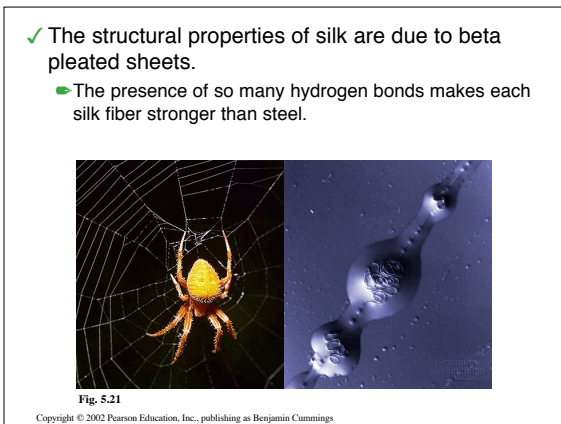 ✓ The structural properties of silk are due to beta
pleated sheets.
The presence of so many hydrogen bonds makes each
silk fiber stronger than steel.
Fig. 5.21
Copyright © 2002 Pearson Education, Inc., publishing as Benjamin Cummings